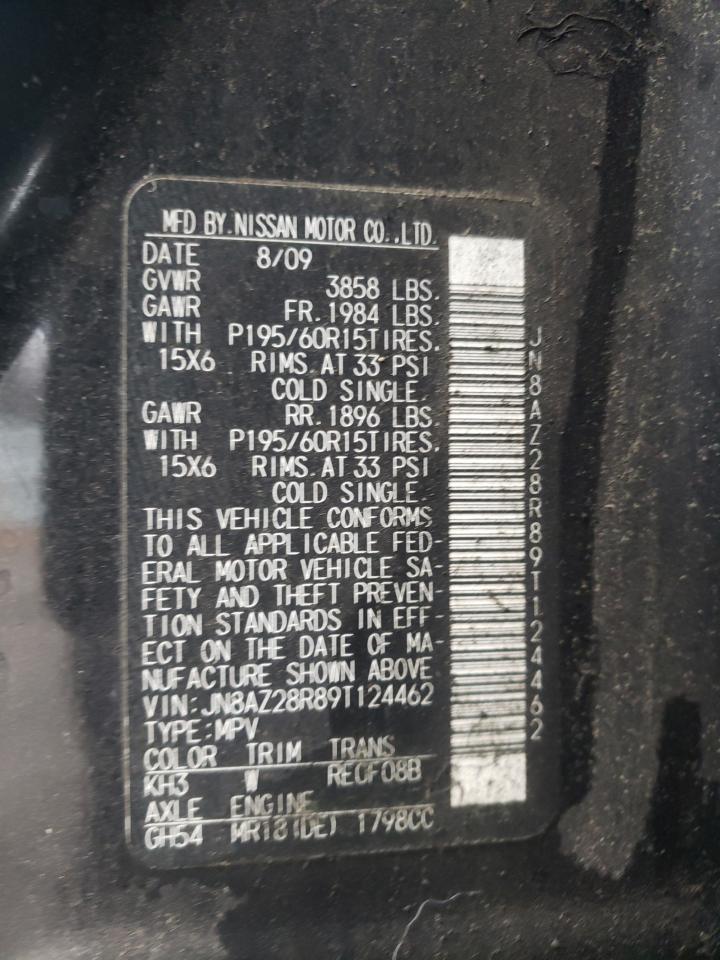 MFD BY.NISSAN MOTOR CO.,LTD.
DATE 8/09
GVWR 3858 LBS.
GAWR FR.1984 LBS.
WITH P195/60R15TIRES.
15X6 RIMS.AT 33 PSI
COLD SINGLE.
GAWR RR.1896 LBS.
WITH P195/60R15TIRES.
15X6 RIMS.AT 33 PSI
COLD SINGLE.
THIS VEHICLE CONFORMS
TO ALL APPLICABLE FED-
ERAL MOTOR VEHICLE SA-
FETY AND THEFT PREVEN-
TION STANDARDS IN EFF-
ECT ON THE DATE OF MA-
NUFACTURE SHOWN ABOVE
VIN:JN8AZ28R89T124462
TYPE:MPV
COLOR TRIM TRANS
KH3 W RE0F08B
AXLE ENGINE
GH54 MR18(DE) 1798CC
JN8AZ28R89T124462